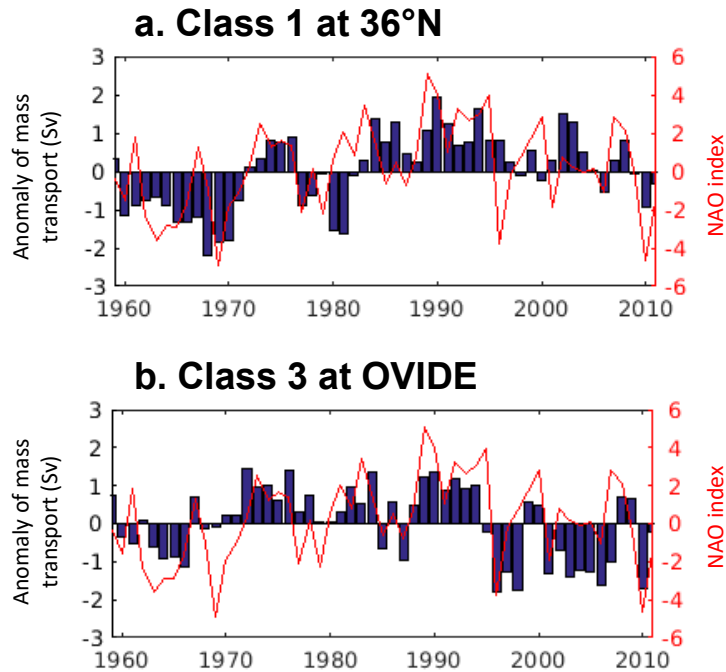 a. Class 1 at 36°N
Anomaly of mass
transport (Sv)
3
2
1
0
-1
-2
-3
6
4
2
0
-2
-4
-6
NAO index
1960 1970 1980 1990 2000 2010
b. Class 3 at OVIDE
Anomaly of mass
transport (Sv)
3
2
1
0
-1
-2
-3
6
4
2
0
-2
-4
-6
NAO index
1960 1970 1980 1990 2000 2010